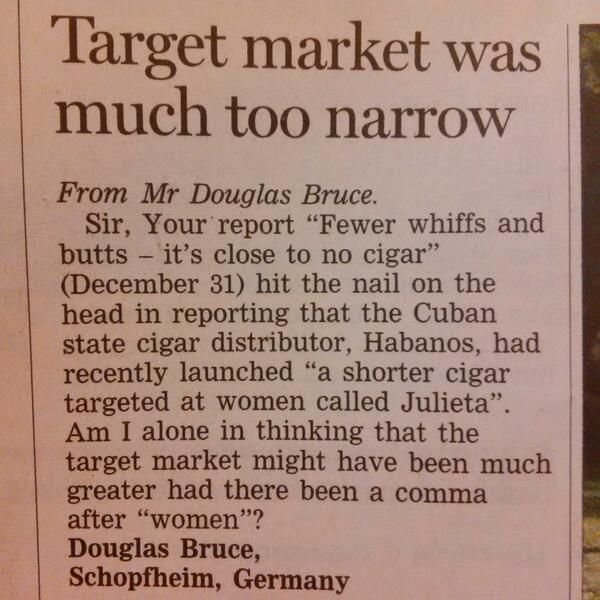 Target market was
much too narrow
From Mr Douglas Bruce.
Sir, Your report “Fewer whiffs and
butts – it’s close to no cigar”
(December 31) hit the nail on the
head in reporting that the Cuban
state cigar distributor, Habanos, had
recently launched “a shorter cigar
targeted at women called Julieta”.
Am I alone in thinking that the
target market might have been much
greater had there been a comma
after “women”?
Douglas Bruce,
Schopfheim, Germany